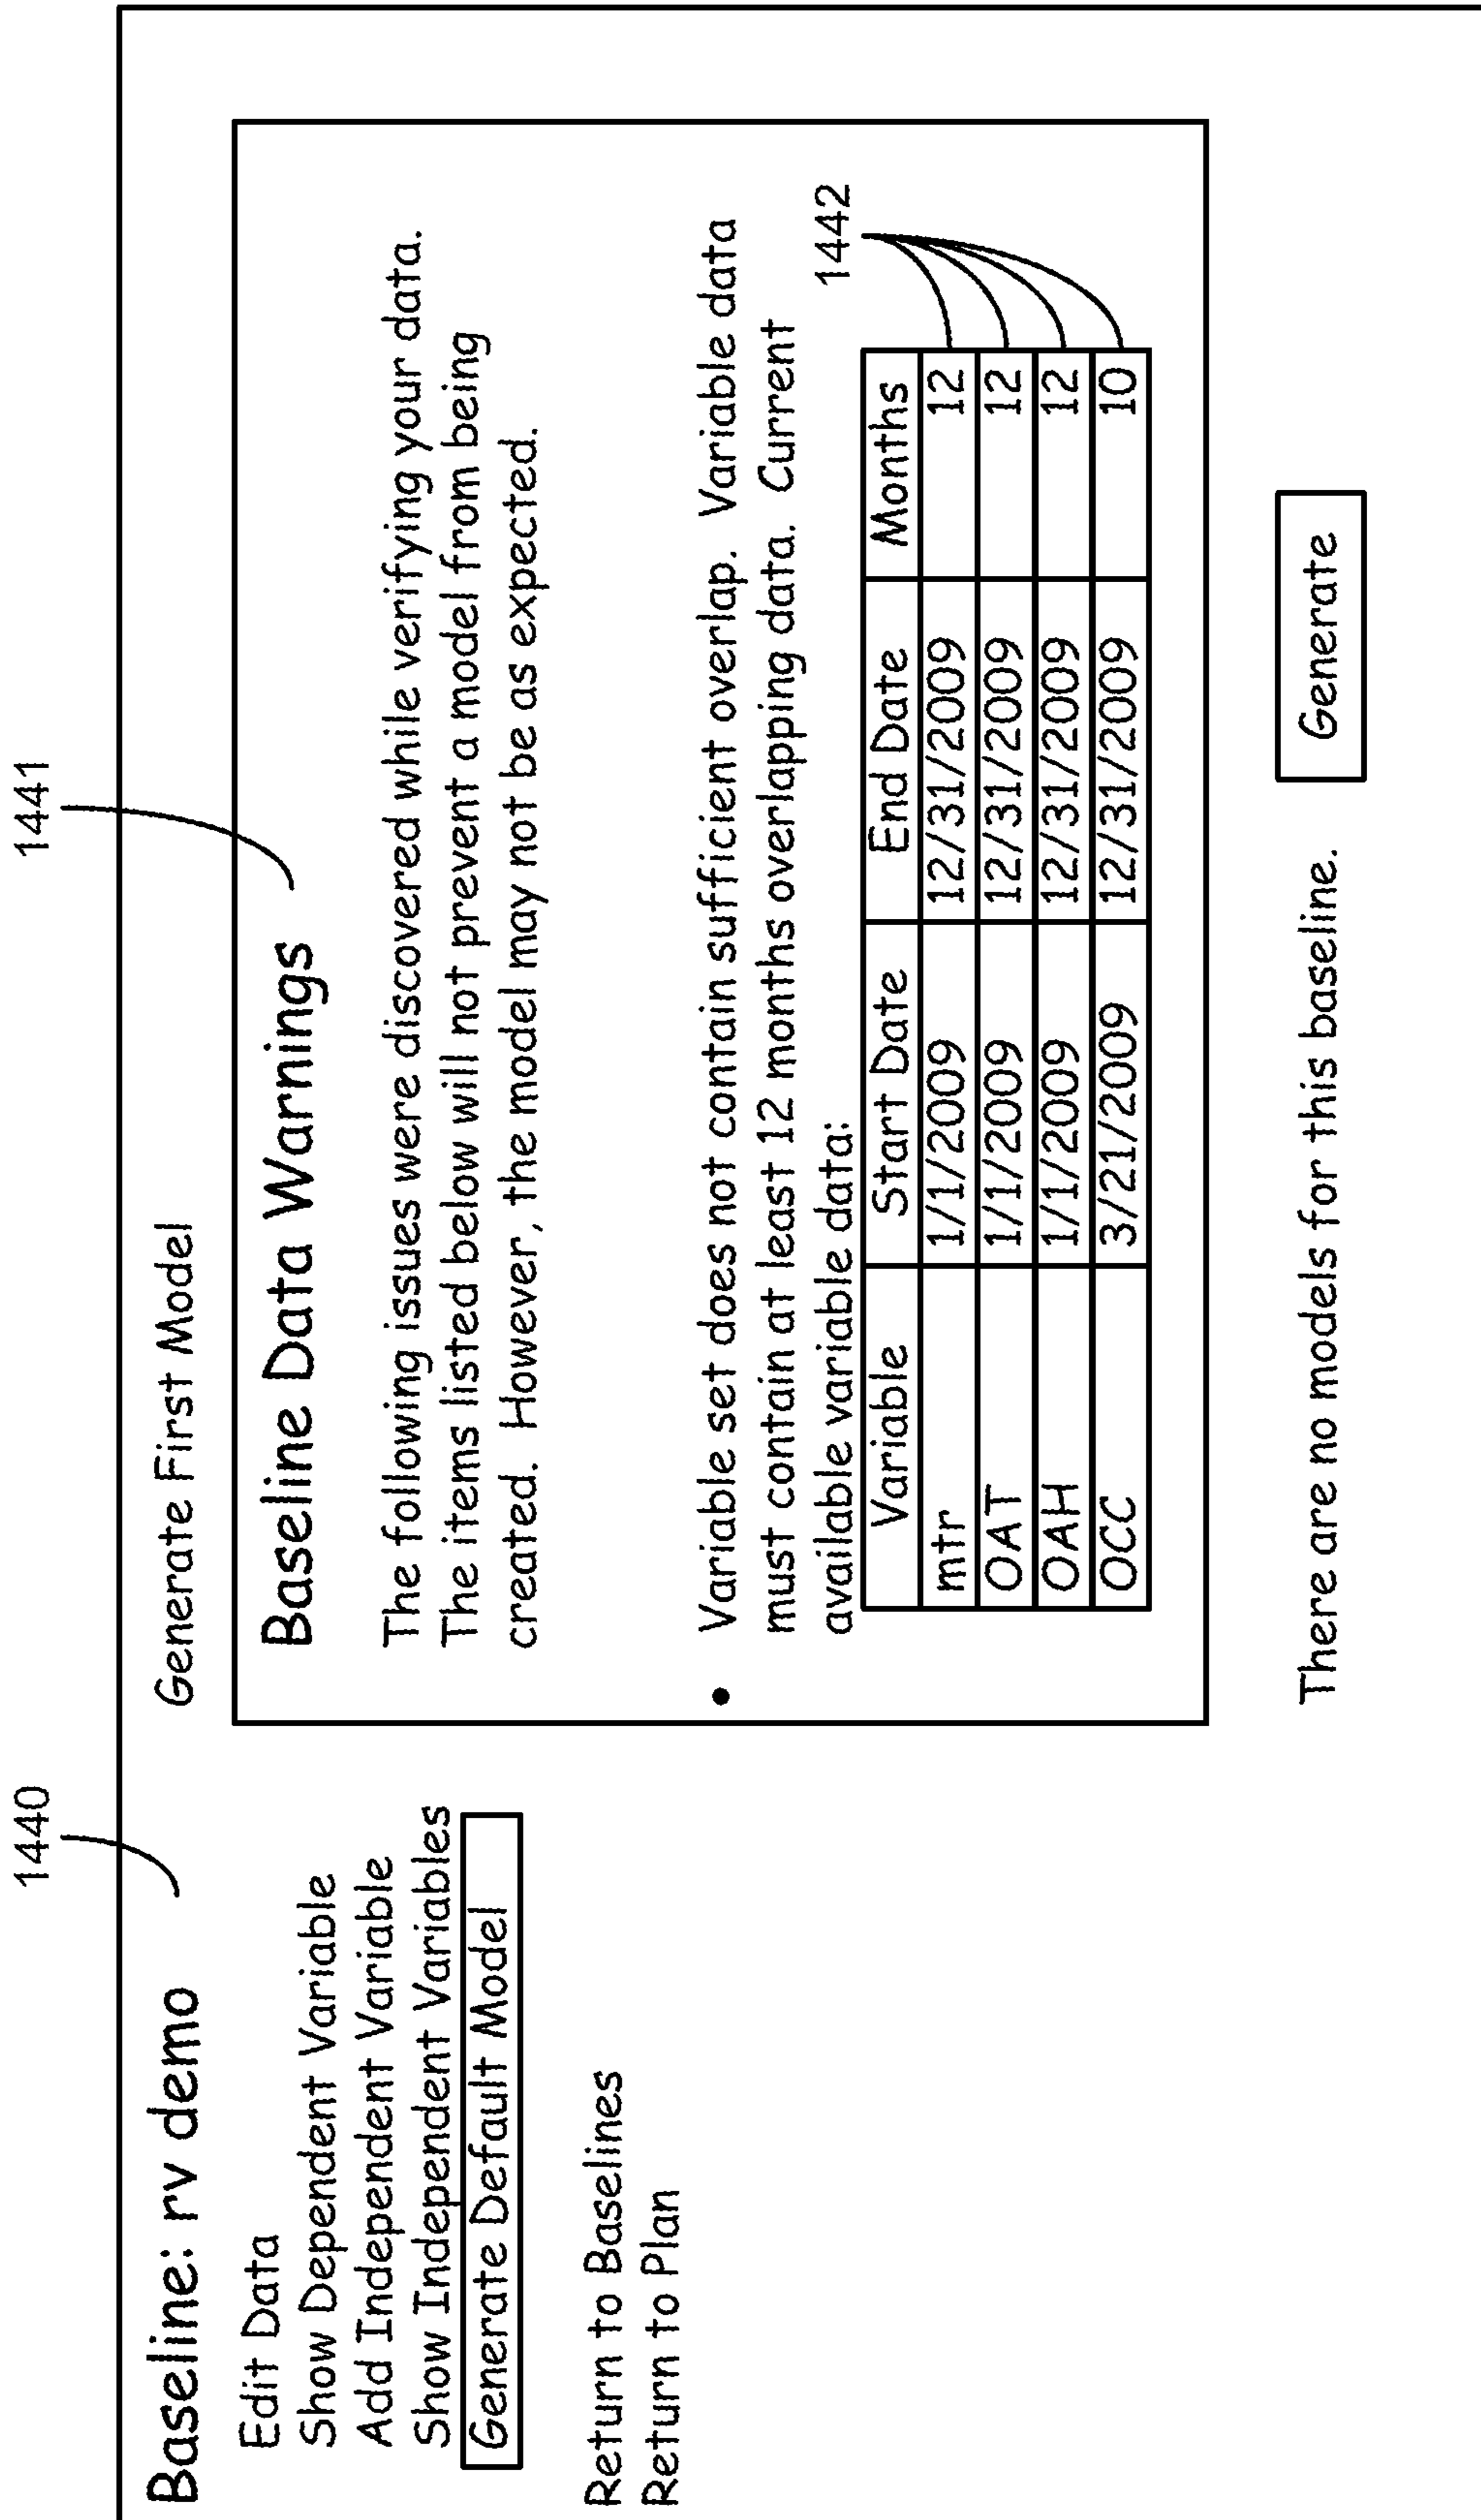 1440
1441
Baseline: rv demo
Edit Data
Show Dependent Variable
Add Independent Variable
Show Independent Variables
Generate Default Model
Return to Baselines
Return to Plan
Generate First Model
Baseline Data Warnings
The following issues were discovered while verifying your data.
The items listed below will not prevent a model from being
created. However, the model may not be as expected.
• Variable set does not contain sufficient overlap. Variable data
must contain at least 12 months overlapping data. Current
available variable data:
1442
Variable Start Date End Date Months
mtr 1/1/2009 12/31/2009 12
OAT 1/1/2009 12/31/2009 12
OAH 1/1/2009 12/31/2009 12
OCC 3/21/2009 12/31/2009 10
There are no models for this baseline. Generate